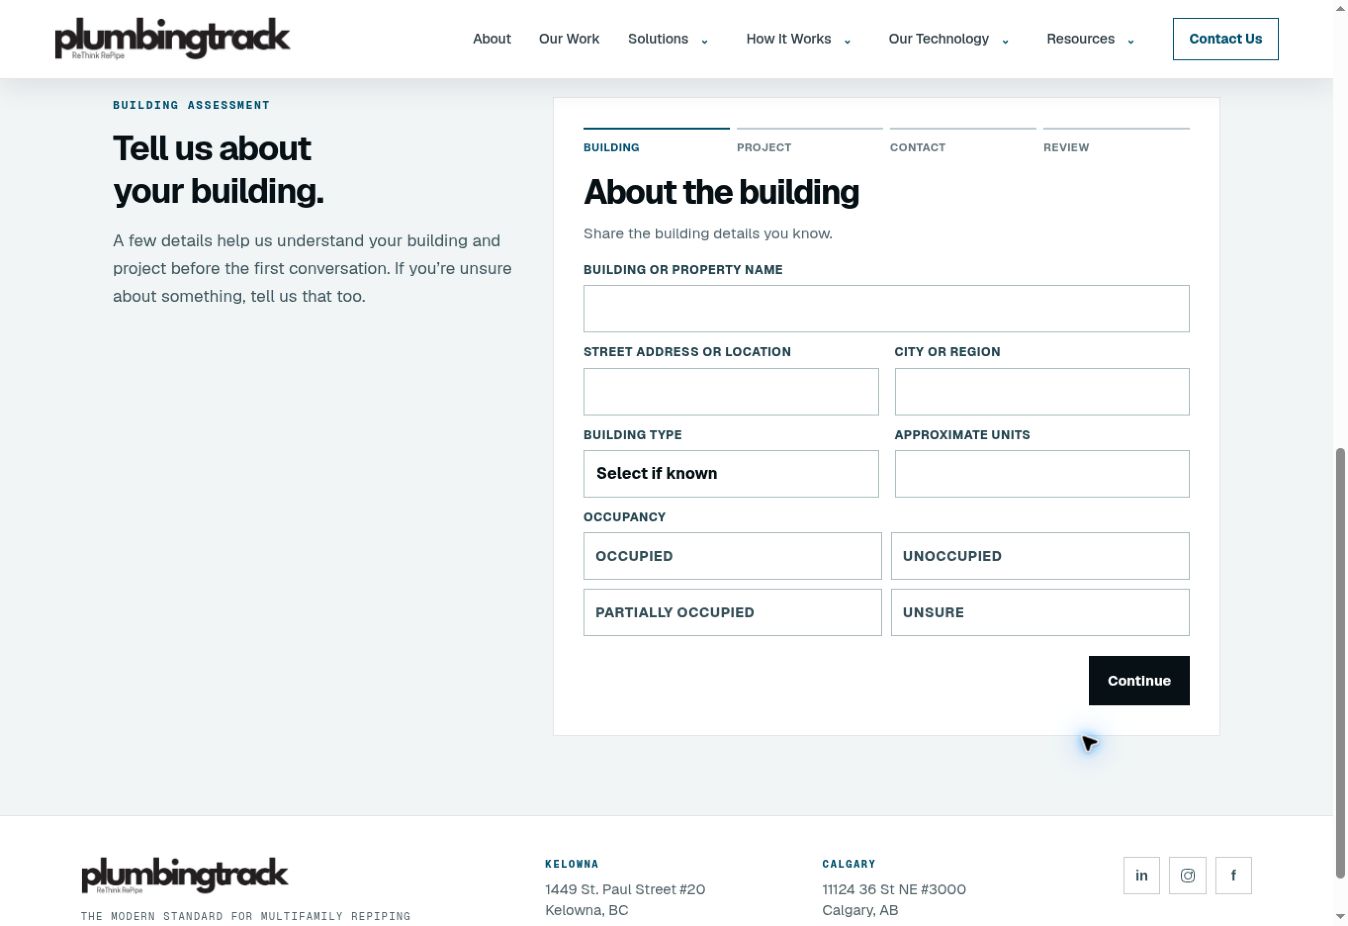 plumbingtrack
ReThink RePipe
About
Our Work
Solutions
How It Works
Our Technology
Resources
Contact Us
BUILDING ASSESSMENT
Tell us about
your building.
A few details help us understand your building and
project before the first conversation. If you’re unsure
about something, tell us that too.
BUILDING
PROJECT
CONTACT
REVIEW
About the building
Share the building details you know.
BUILDING OR PROPERTY NAME
STREET ADDRESS OR LOCATION
CITY OR REGION
BUILDING TYPE
APPROXIMATE UNITS
Select if known
OCCUPANCY
OCCUPIED
UNOCCUPIED
PARTIALLY OCCUPIED
UNSURE
Continue
plumbingtrack
ReThink RePipe
THE MODERN STANDARD FOR MULTIFAMILY REPIPING
KELOWNA
1449 St. Paul Street #20
Kelowna, BC
CALGARY
11124 36 St NE #3000
Calgary, AB
in
f